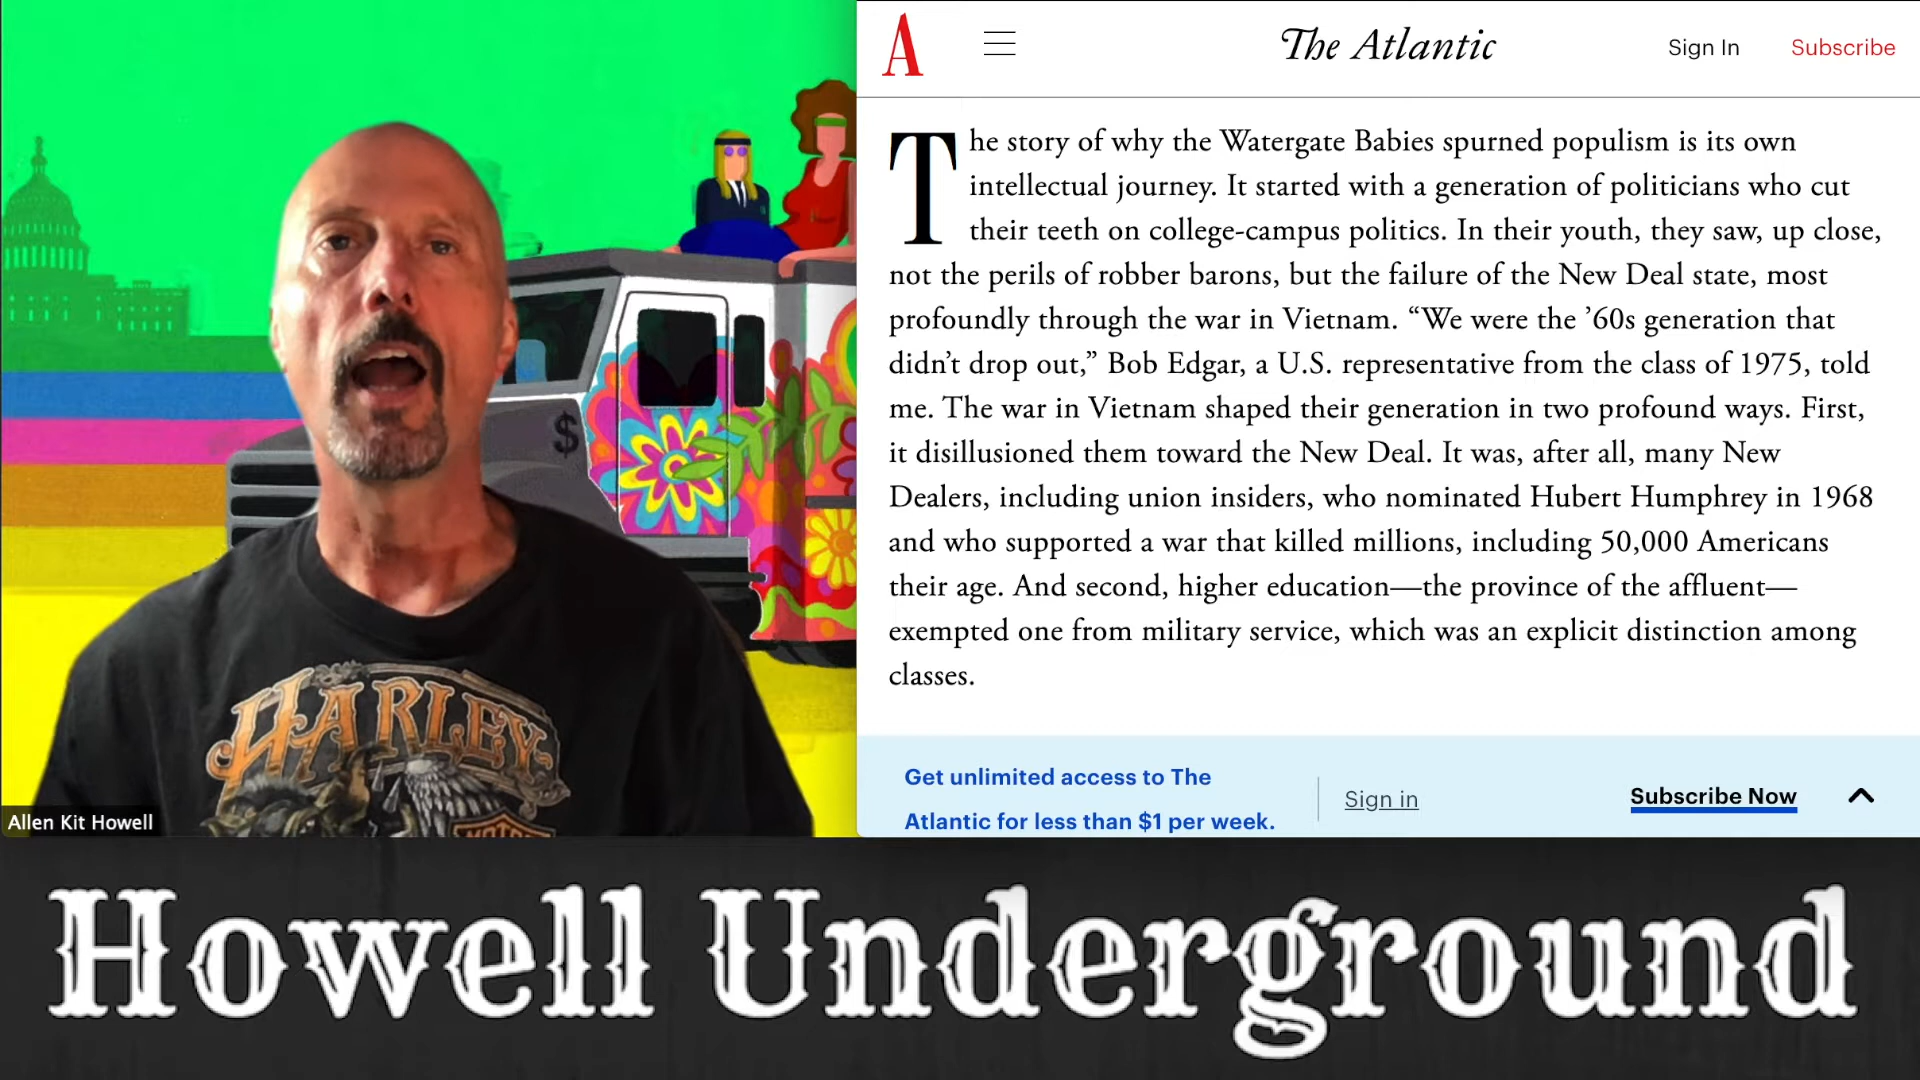 A
The Atlantic
Sign In
Subscribe
The story of why the Watergate Babies spurned populism is its own
intellectual journey. It started with a generation of politicians who cut
their teeth on college-campus politics. In their youth, they saw, up close,
not the perils of robber barons, but the failure of the New Deal state, most
profoundly through the war in Vietnam. “We were the ’60s generation that
didn’t drop out,” Bob Edgar, a U.S. representative from the class of 1975, told
me. The war in Vietnam shaped their generation in two profound ways. First,
it disillusioned them toward the New Deal. It was, after all, many New
Dealers, including union insiders, who nominated Hubert Humphrey in 1968
and who supported a war that killed millions, including 50,000 Americans
their age. And second, higher education—the province of the affluent—
exempted one from military service, which was an explicit distinction among
classes.
Get unlimited access to The
Atlantic for less than $1 per week.
Sign in
Subscribe Now
$
HARLEY-
Allen Kit Howell
Howell Underground